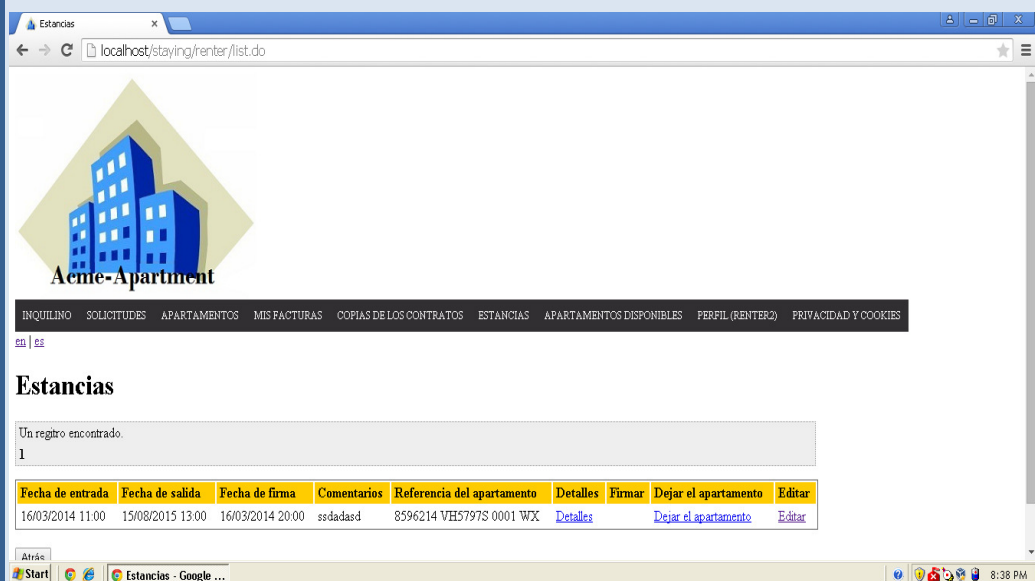 Estancias
localhost/staying/renter/list.do
Acme-Apartment
INQUILINO SOLICITUDES APARTAMENTOS MIS FACTURAS COPIAS DE LOS CONTRATOS ESTANCIAS APARTAMENTOS DISPONIBLES PERFIL (RENTER2) PRIVACIDAD Y COOKIES
en | es
Estancias
Un regitro encontrado.
1
Fecha de entrada Fecha de salida Fecha de firma Comentarios Referencia del apartamento Detalles Firmar Dejar el apartamento Editar
16/03/2014 11:00 15/08/2015 13:00 16/03/2014 20:00 ssdadasd 8596214 VH5797S 0001 WX Detalles Dejar el apartamento Editar
Atrás
Start Estancias - Google ... 8:38 PM